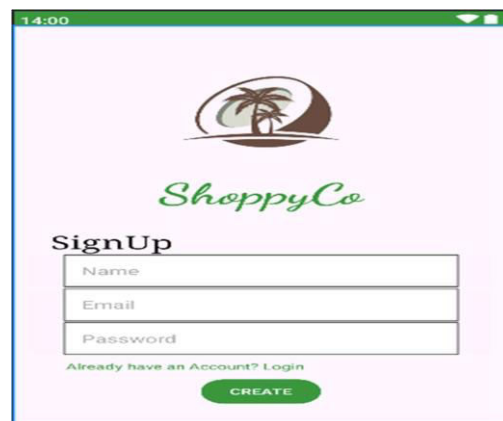 14:00
ShoppyCo
SignUp
Name
Email
Password
Already have an Account? Login
CREATE